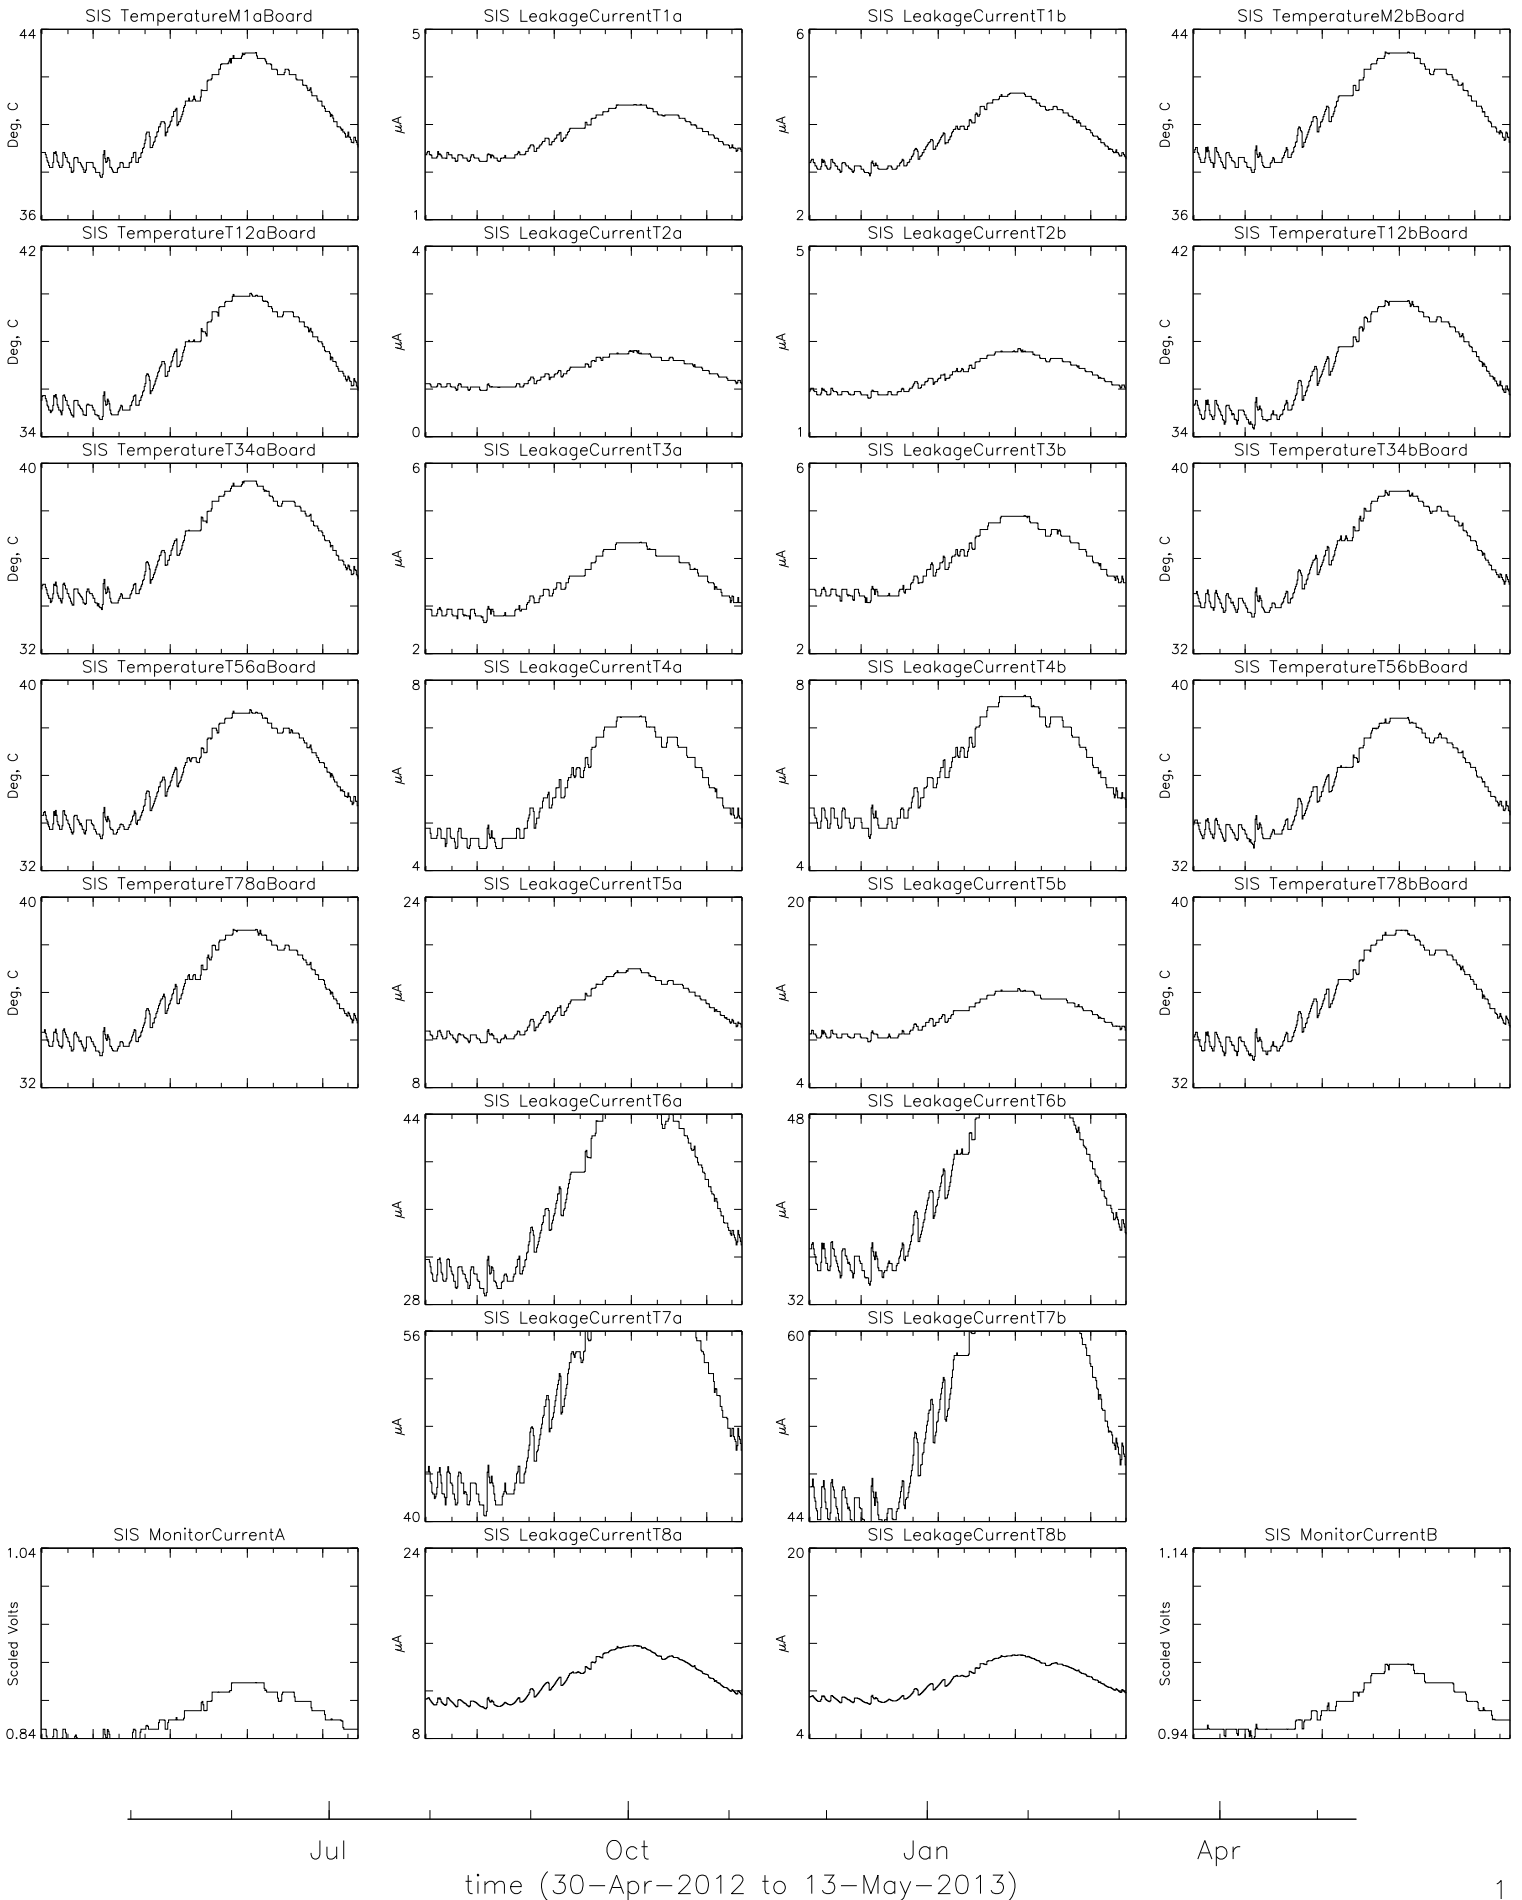 SIS TemperatureM1aBoard SIS LeakageCurrentT1a SIS LeakageCurrentT1b SIS TemperatureM2bBoard
44 5 6 44
Deg, C μA μA Deg, C
36 1 2 36
SIS TemperatureT12aBoard SIS LeakageCurrentT2a SIS LeakageCurrentT2b SIS TemperatureT12bBoard
42 4 5 42
Deg, C μA μA Deg, C
34 0 1 34
SIS TemperatureT34aBoard SIS LeakageCurrentT3a SIS LeakageCurrentT3b SIS TemperatureT34bBoard
40 6 6 40
Deg, C μA μA Deg, C
32 2 2 32
SIS TemperatureT56aBoard SIS LeakageCurrentT4a SIS LeakageCurrentT4b SIS TemperatureT56bBoard
40 8 8 40
Deg, C μA μA Deg, C
32 4 4 32
SIS TemperatureT78aBoard SIS LeakageCurrentT5a SIS LeakageCurrentT5b SIS TemperatureT78bBoard
40 24 20 40
Deg, C μA μA Deg, C
32 8 4 32
SIS LeakageCurrentT6a SIS LeakageCurrentT6b
44 48
μA μA
28 32
SIS LeakageCurrentT7a SIS LeakageCurrentT7b
56 60
μA μA
40 44
SIS MonitorCurrentA SIS LeakageCurrentT8a SIS LeakageCurrentT8b SIS MonitorCurrentB
1.04 24 20 1.14
Scaled Volts μA μA Scaled Volts
0.84 8 4 0.94
Jul Oct Jan Apr
time (30-Apr-2012 to 13-May-2013)
1